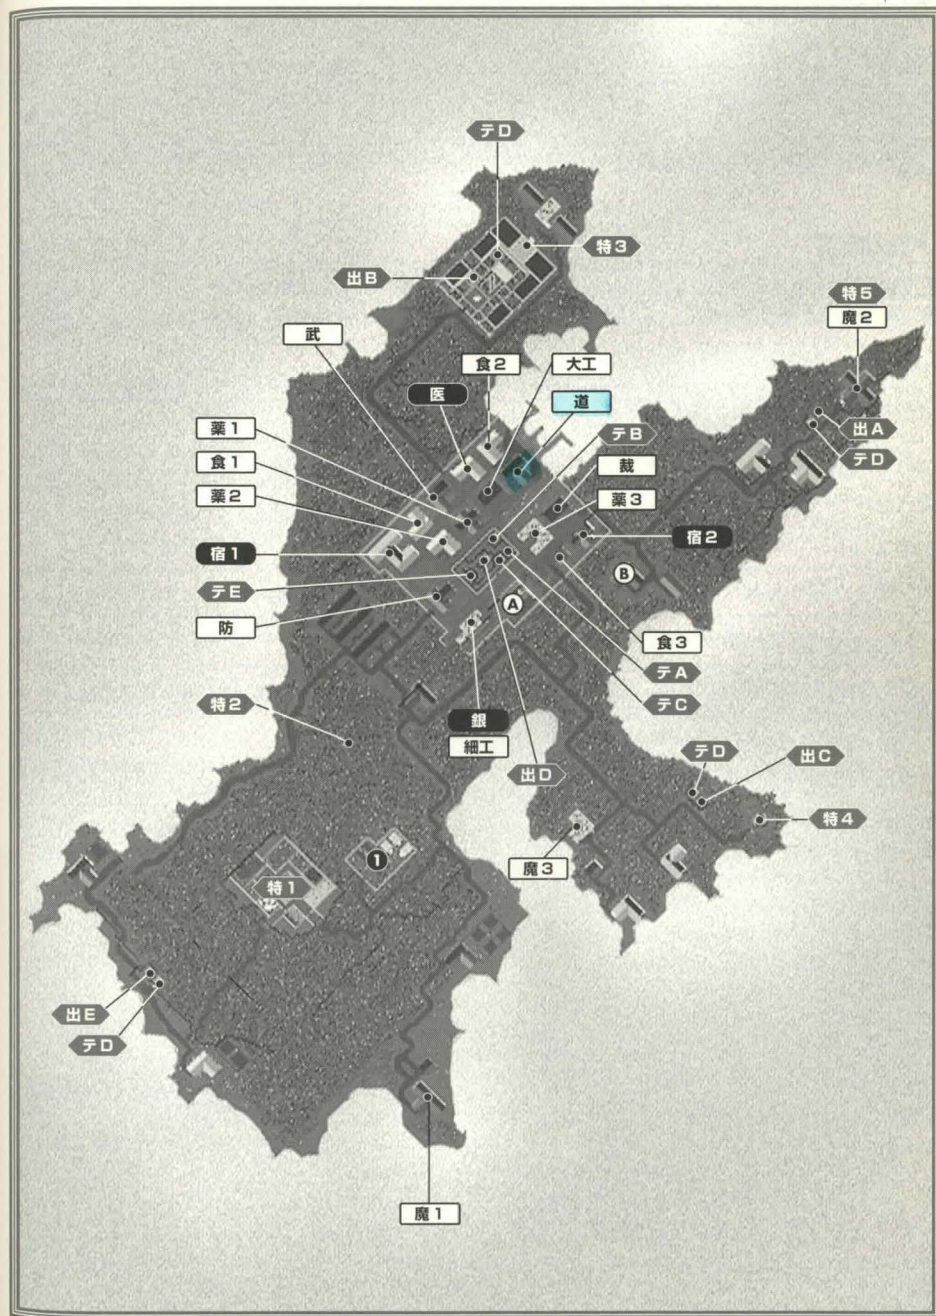 テD
特3
出B
特5
魔2
武
食2
大工
医
道
薬1
テB
出A
食1
裁
テD
薬2
薬3
宿1
宿2
テE
B
A
防
食3
テA
特2
テC
銀
細工
出D
テD
出C
特4
1
魔3
特1
出E
テD
魔1